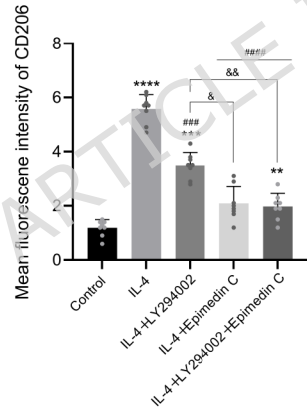 Mean fluorescene intensity of CD206
8
6
4
2
0
****
###
***
&
&&
####
**
Control
IL-4
IL-4+LY294002
IL-4+Epimedin C
IL-4+LY294002+Epimedin C
ARTICLE